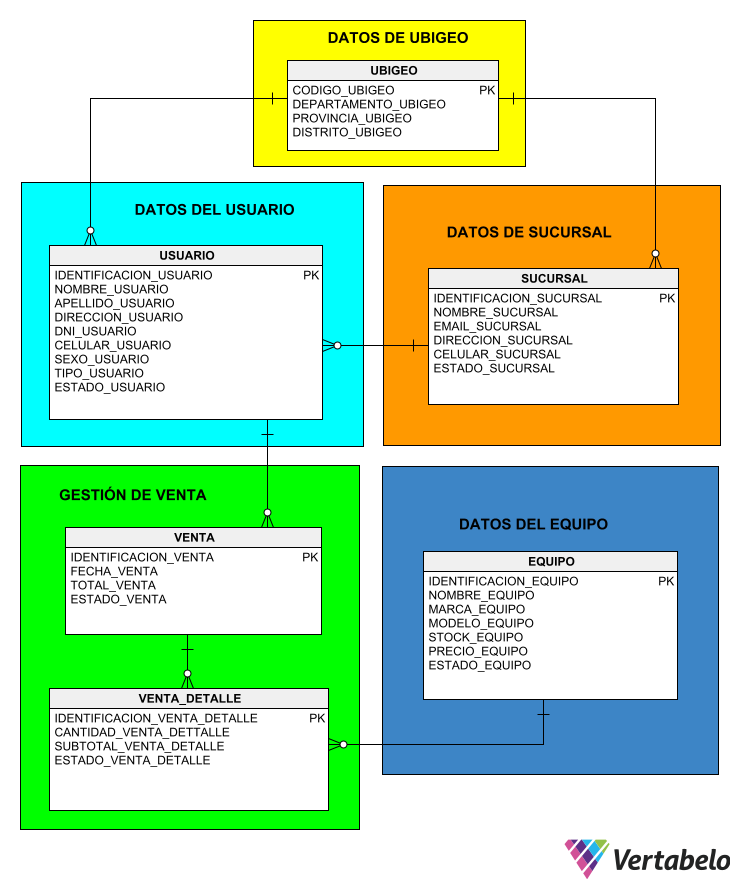 DATOS DE UBIGEO
UBIGEO
CODIGO_UBIGEO PK
DEPARTAMENTO_UBIGEO
PROVINCIA_UBIGEO
DISTRITO_UBIGEO
DATOS DEL USUARIO
USUARIO
IDENTIFICACION_USUARIO PK
NOMBRE_USUARIO
APELLIDO_USUARIO
DIRECCION_USUARIO
DNI_USUARIO
CELULAR_USUARIO
SEXO_USUARIO
TIPO_USUARIO
ESTADO_USUARIO
DATOS DE SUCURSAL
SUCURSAL
IDENTIFICACION_SUCURSAL PK
NOMBRE_SUCURSAL
EMAIL_SUCURSAL
DIRECCION_SUCURSAL
CELULAR_SUCURSAL
ESTADO_SUCURSAL
GESTIÓN DE VENTA
VENTA
IDENTIFICACION_VENTA PK
FECHA_VENTA
TOTAL_VENTA
ESTADO_VENTA
VENTA_DETALLE
IDENTIFICACION_VENTA_DETALLE PK
CANTIDAD_VENTA_DETTALLE
SUBTOTAL_VENTA_DETALLE
ESTADO_VENTA_DETALLE
DATOS DEL EQUIPO
EQUIPO
IDENTIFICACION_EQUIPO PK
NOMBRE_EQUIPO
MARCA_EQUIPO
MODELO_EQUIPO
STOCK_EQUIPO
PRECIO_EQUIPO
ESTADO_EQUIPO
Vertabelo